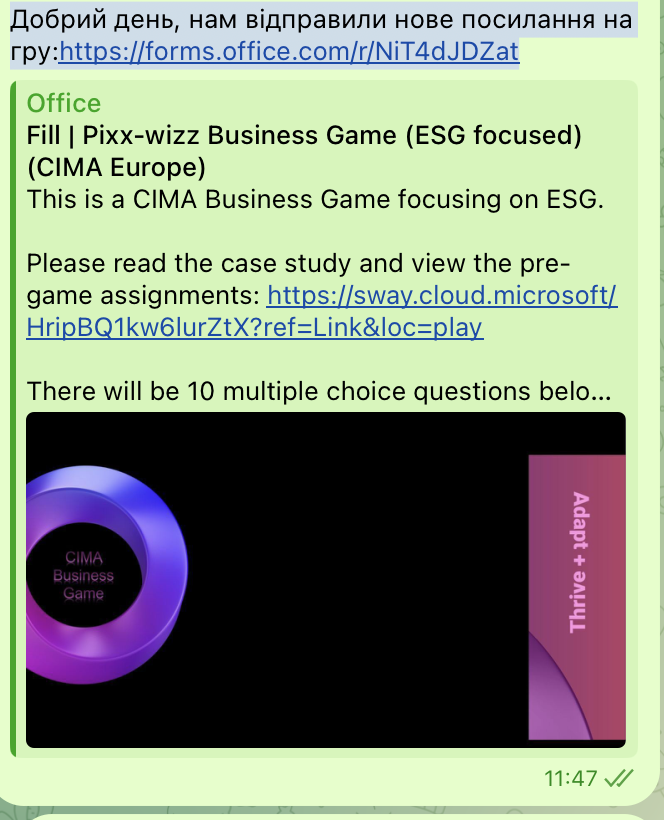 Добрий день, нам відправили нове посилання на
гру:https://forms.office.com/r/NiT4dJDZat
Office
Fill | Pixx-wizz Business Game (ESG focused)
(CIMA Europe)
This is a CIMA Business Game focusing on ESG.
Please read the case study and view the pre-
game assignments: https://sway.cloud.microsoft/
HripBQ1kw6lurZtX?ref=Link&loc=play
There will be 10 multiple choice questions belo...
CIMA
Business
Game
Adapt + Thrive
11:47